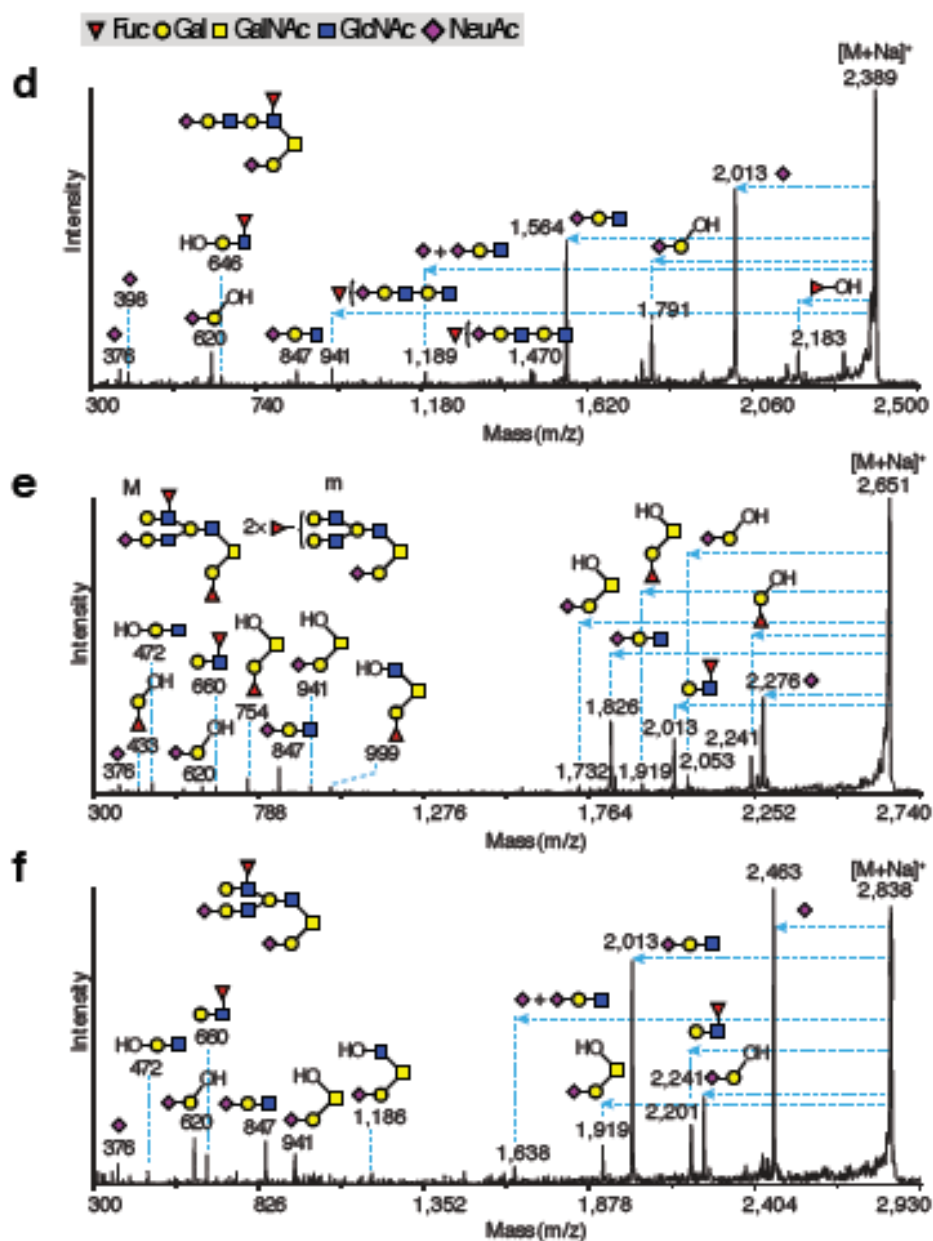 Fuc Gal GalNAc GlcNAc NeuAc
d
[M+Na]+
2,389
2,013
1,564
HO
646
OH
OH
398
OH
620
376
847
941
1,189
1,470
1,791
2,183
Intensity
300 740 1,180 1,620 2,060 2,500
Mass (m/z)
e
[M+Na]+
2,651
M
m
2×
HO
HO
OH
OH
HO
472
HO
HO
HO
660
754
941
OH
433
OH
620
847
999
376
1,826
2,013
2,276
2,241
2,053
1,732
1,919
Intensity
300 788 1,276 1,764 2,252 2,740
Mass (m/z)
f
[M+Na]+
2,463
2,838
2,013
660
HO
472
OH
620
847
HO
941
HO
1,186
376
HO
OH
2,241
2,201
1,919
1,638
Intensity
300 826 1,352 1,878 2,404 2,930
Mass (m/z)